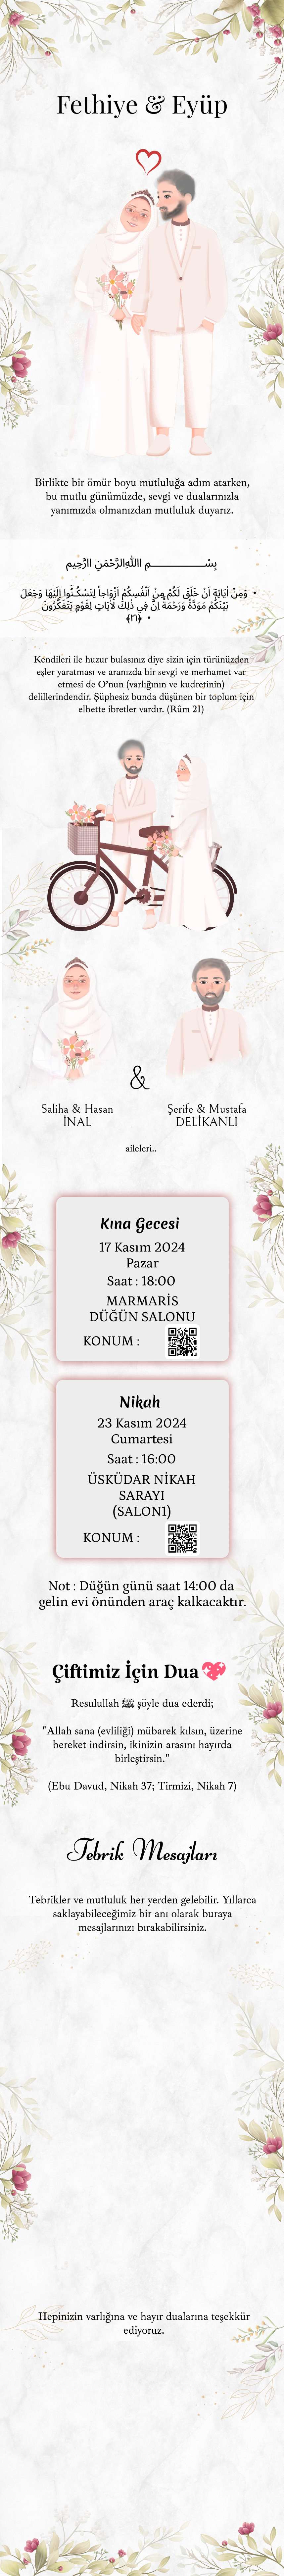 Fethiye & Eyüp
Birlikte bir ömür boyu mutluluğa adım atarken,
bu mutlu günümüzde, sevgi ve dualarınızla
yanımızda olmanızdan mutluluk duyarız.
بِسْــــــــــــــــمِ اللهِ الرَّحْمَنِ الرَّحِيم
• وَمِنْ اٰيَاتِه۪ٓ اَنْ خَلَقَ لَكُمْ مِنْ اَنْفُسِكُمْ اَزْوَاجاً لِتَسْكُنُٓوا اِلَيْهَا وَجَعَلَ
بَيْنَكُمْ مَوَدَّةً وَرَحْمَةًۜ اِنَّ ف۪ي ذٰلِكَ لَاٰيَاتٍ لِقَوْمٍ يَتَفَكَّرُونَ
• ﴿٢١﴾
Kendileri ile huzur bulasınız diye sizin için türünüzden
eşler yaratması ve aranızda bir sevgi ve merhamet var
etmesi de O'nun (varlığının ve kudretinin)
delillerindendir. Şüphesiz bunda düşünen bir toplum için
elbette ibretler vardır. (Rûm 21)
&
Saliha & Hasan
İNAL
Şerife & Mustafa
DELİKANLI
aileleri..
Kına Gecesi
17 Kasım 2024
Pazar
Saat : 18:00
MARMARİS
DÜĞÜN SALONU
KONUM :
Nikah
23 Kasım 2024
Cumartesi
Saat : 16:00
ÜSKÜDAR NİKAH
SARAYI
(SALON1)
KONUM :
Not : Düğün günü saat 14:00 da
gelin evi önünden araç kalkacaktır.
Çiftimiz İçin Dua
Resulullah ﷺ şöyle dua ederdi;
"Allah sana (evliliği) mübarek kılsın, üzerine
bereket indirsin, ikinizin arasını hayırda
birleştirsin."
(Ebu Davud, Nikah 37; Tirmizi, Nikah 7)
Tebrik Mesajları
Tebrikler ve mutluluk her yerden gelebilir. Yıllarca
saklayabileceğimiz bir anı olarak buraya
mesajlarınızı bırakabilirsiniz.
Hepinizin varlığına ve hayır dualarına teşekkür
ediyoruz.